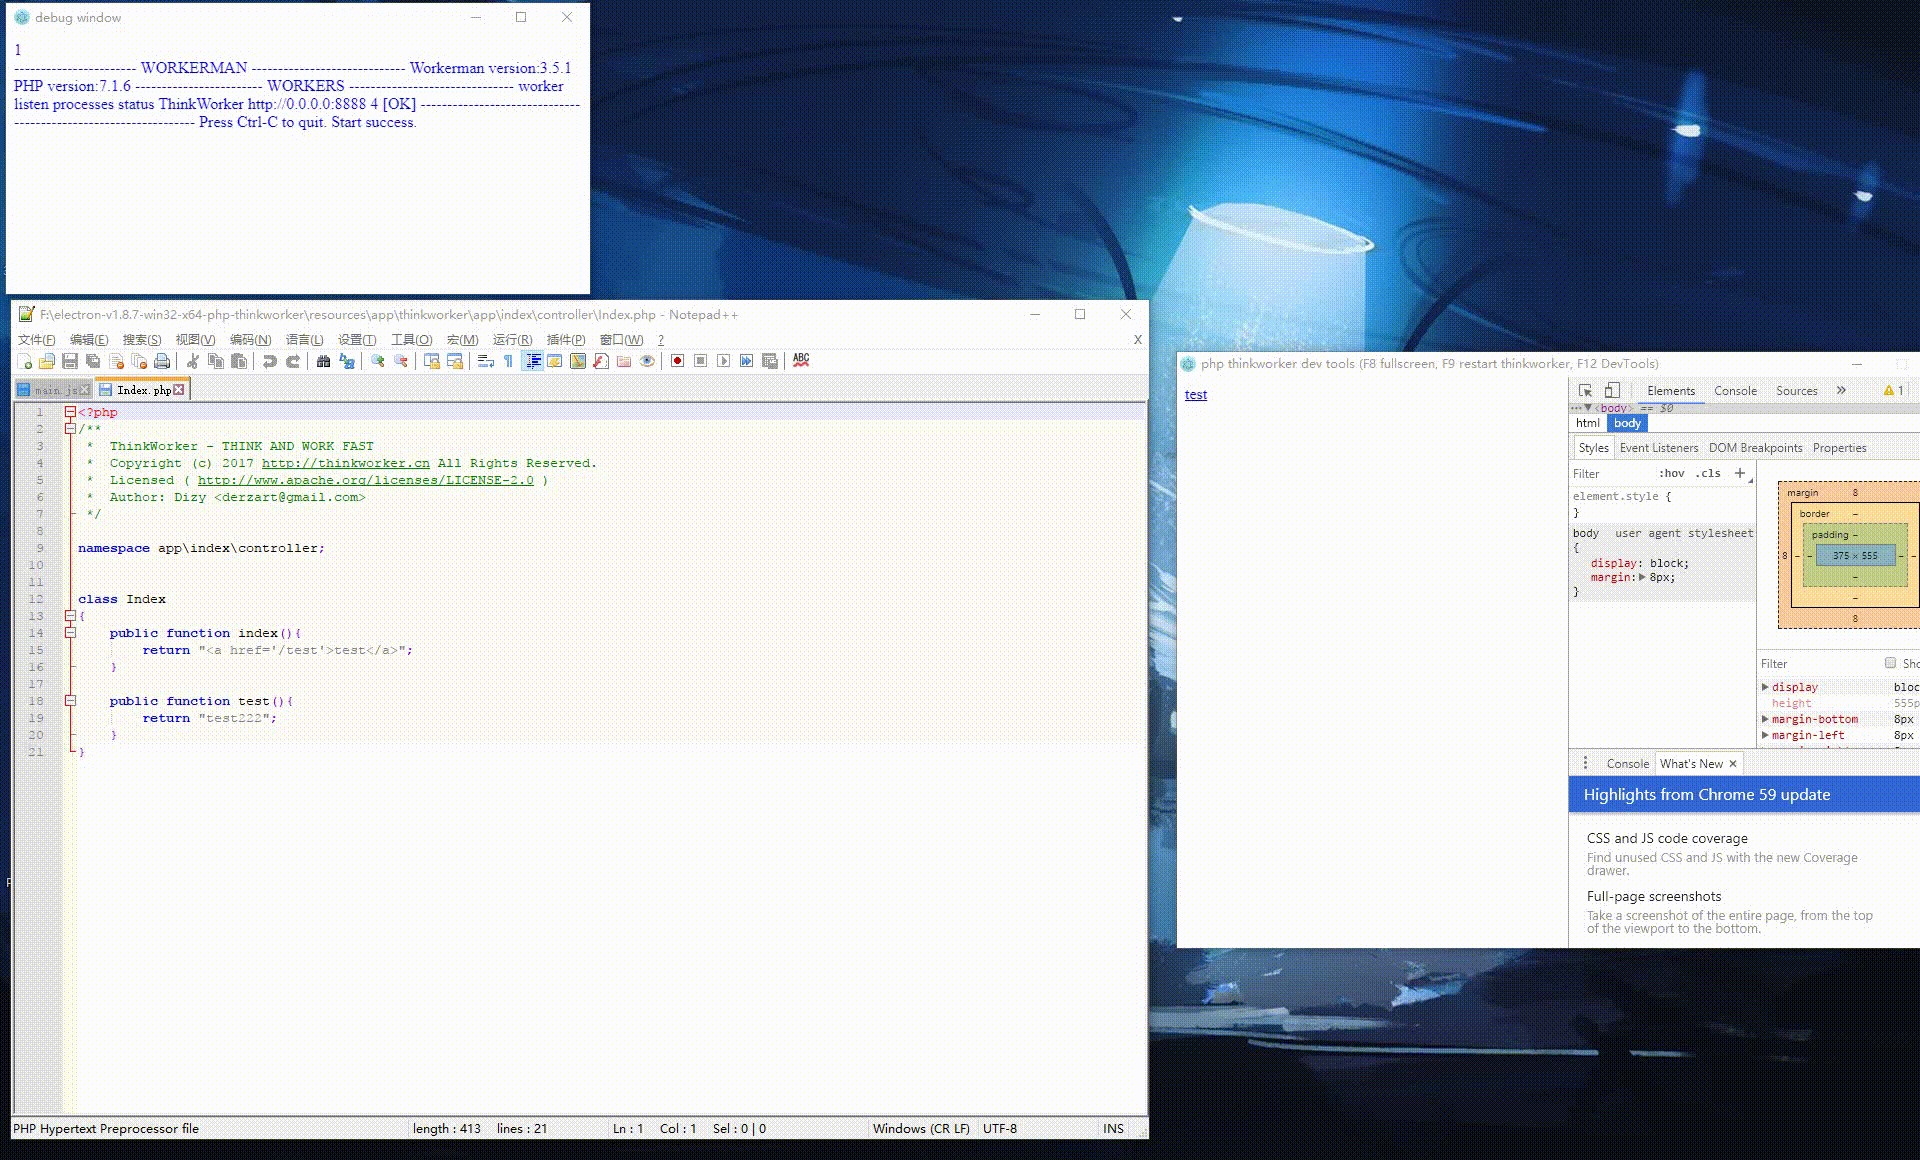 debug window
1
----------------------- WORKERMAN ----------------------------- Workerman version:3.5.1
PHP version:7.1.6 ------------------------ WORKERS ------------------------------- worker
listen processes status ThinkWorker http://0.0.0.0:8888 4 [OK] ------------------------------
---------------------------------- Press Ctrl-C to quit. Start success.
F:\electron-v1.8.7-win32-x64-php-thinkworker\resources\app\thinkworker\app\index\controller\Index.php - Notepad++
文件(F) 编辑(E) 搜索(S) 视图(V) 编码(N) 语言(L) 设置(T) 工具(O) 宏(M) 运行(R) 插件(P) 窗口(W) ? X
ABC
main.js Index.php
1 <?php
2 /**
3 * ThinkWorker - THINK AND WORK FAST
4 * Copyright (c) 2017 http://thinkworker.cn All Rights Reserved.
5 * Licensed ( http://www.apache.org/licenses/LICENSE-2.0 )
6 * Author: Dizy <derzart@gmail.com>
7 */
8
9 namespace app\index\controller;
10
11
12 class Index
13 {
14 public function index(){
15 return "<a href='/test'>test</a>";
16 }
17
18 public function test(){
19 return "test222";
20 }
21 }
PHP Hypertext Preprocessor file length : 413 lines : 21 Ln : 1 Col : 1 Sel : 0 | 0 Windows (CR LF) UTF-8 INS
php thinkworker dev tools (F8 fullscreen, F9 restart thinkworker, F12 DevTools)
test
Elements Console Sources » 1
…▼<body> == $0
html body
Styles Event Listeners DOM Breakpoints Properties
Filter :hov .cls +
element.style {
}
body user agent stylesheet
{
display: block;
margin:▶8px;
}
margin 8
border –
padding –
8 – – 375 × 555 – –
–
–
8
Filter Sho
▶display bloc
height 555p
▶margin-bottom 8px
▶margin-left 8px
⋮ Console What's New ×
Highlights from Chrome 59 update
CSS and JS code coverage
Find unused CSS and JS with the new Coverage
drawer.
Full-page screenshots
Take a screenshot of the entire page, from the top
of the viewport to the bottom.